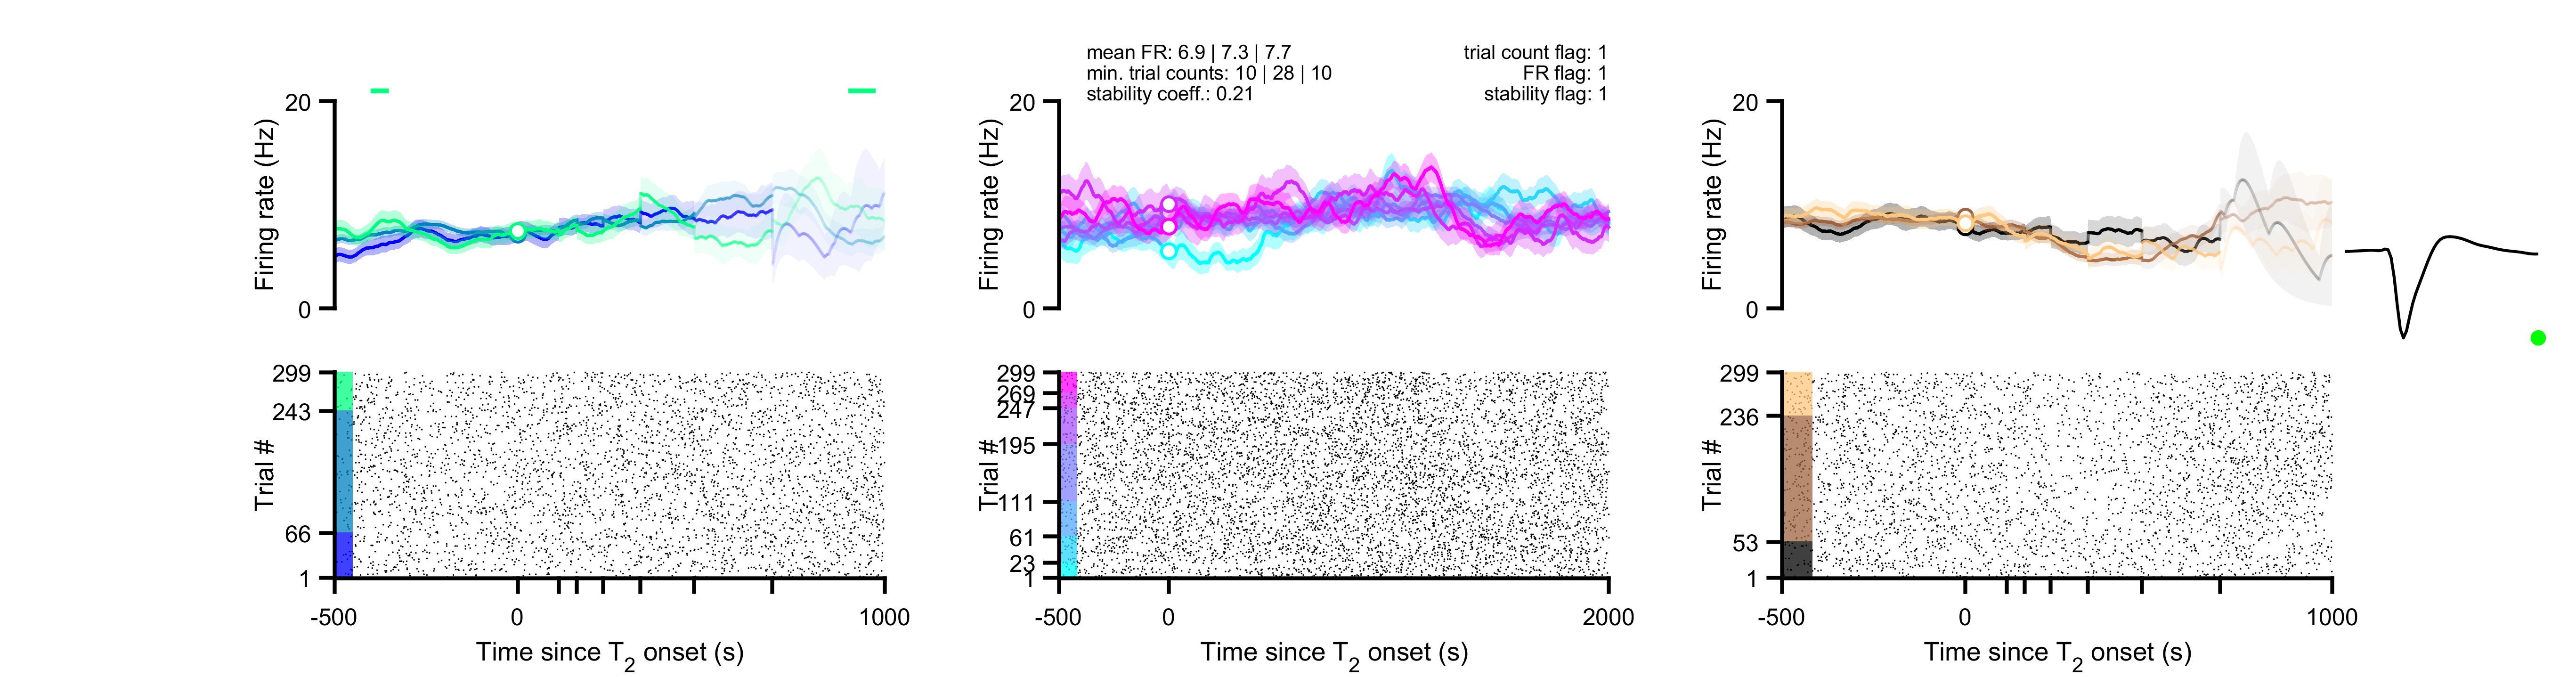 mean FR: 6.9 | 7.3 | 7.7
min. trial counts: 10 | 28 | 10
stability coeff.: 0.21
trial count flag: 1
FR flag: 1
stability flag: 1
20
0
Firing rate (Hz)
20
0
Firing rate (Hz)
20
0
Firing rate (Hz)
299
243
66
1
Trial #
-500
0
1000
Time since T2 onset (s)
299
269
247
195
111
61
23
1
Trial #
-500
0
2000
Time since T2 onset (s)
299
236
53
1
Trial #
-500
0
1000
Time since T2 onset (s)